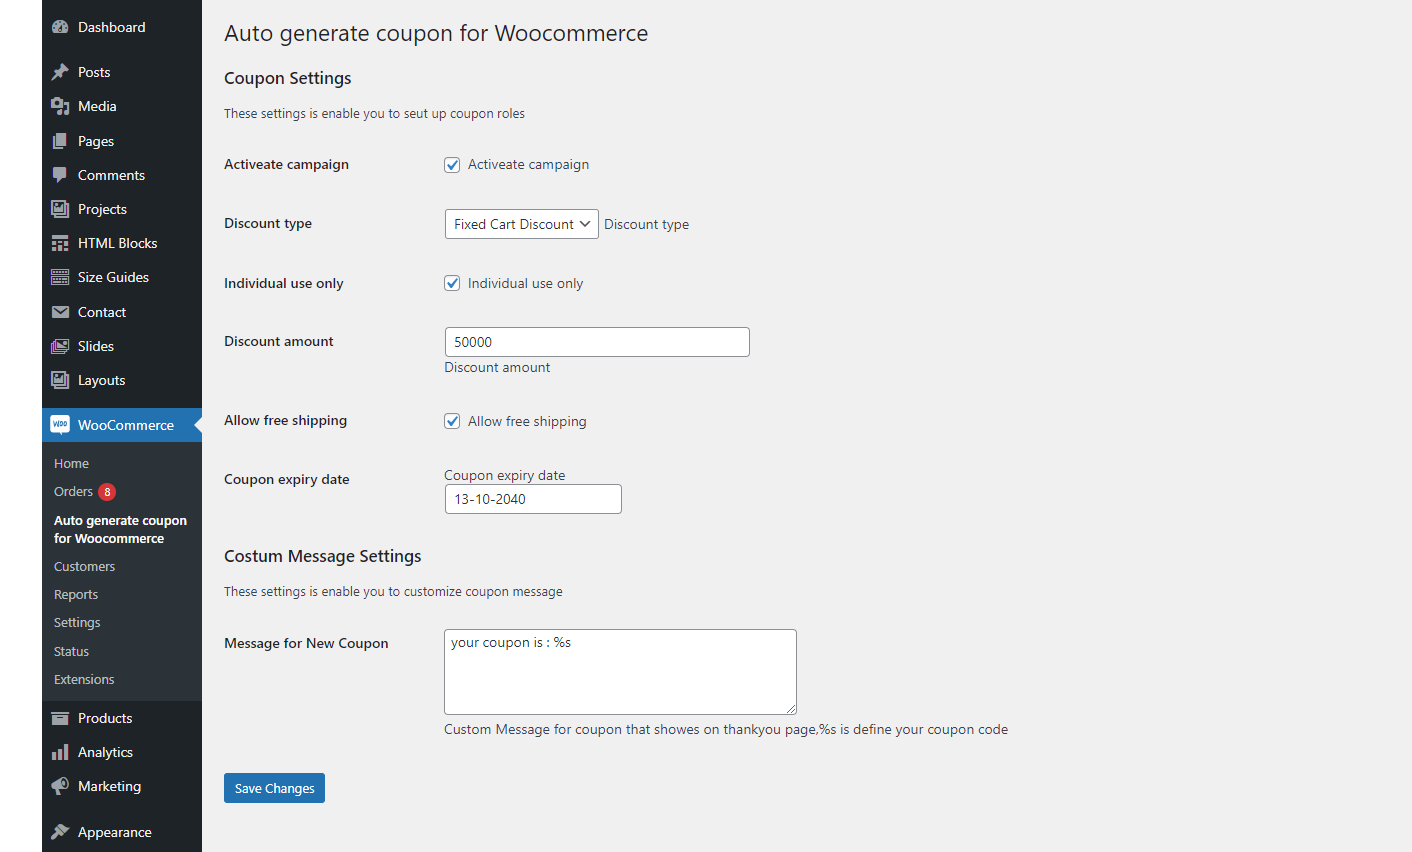 Dashboard
Posts
Media
Pages
Comments
Projects
HTML Blocks
Size Guides
Contact
Slides
Layouts
woo WooCommerce
Home
Orders 8
Auto generate coupon
for Woocommerce
Customers
Reports
Settings
Status
Extensions
Products
Analytics
Marketing
Appearance
Auto generate coupon for Woocommerce
Coupon Settings
These settings is enable you to seut up coupon roles
Activeate campaign Activeate campaign
Discount type Fixed Cart Discount Discount type
Individual use only Individual use only
Discount amount 50000
Discount amount
Allow free shipping Allow free shipping
Coupon expiry date Coupon expiry date
13-10-2040
Costum Message Settings
These settings is enable you to customize coupon message
Message for New Coupon your coupon is : %s
Custom Message for coupon that showes on thankyou page,%s is define your coupon code
Save Changes